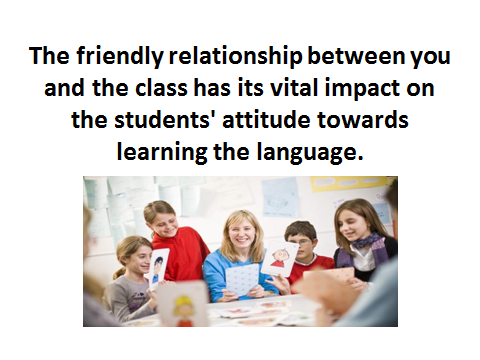 The friendly relationship between you
and the class has its vital impact on
the students' attitude towards
learning the language.